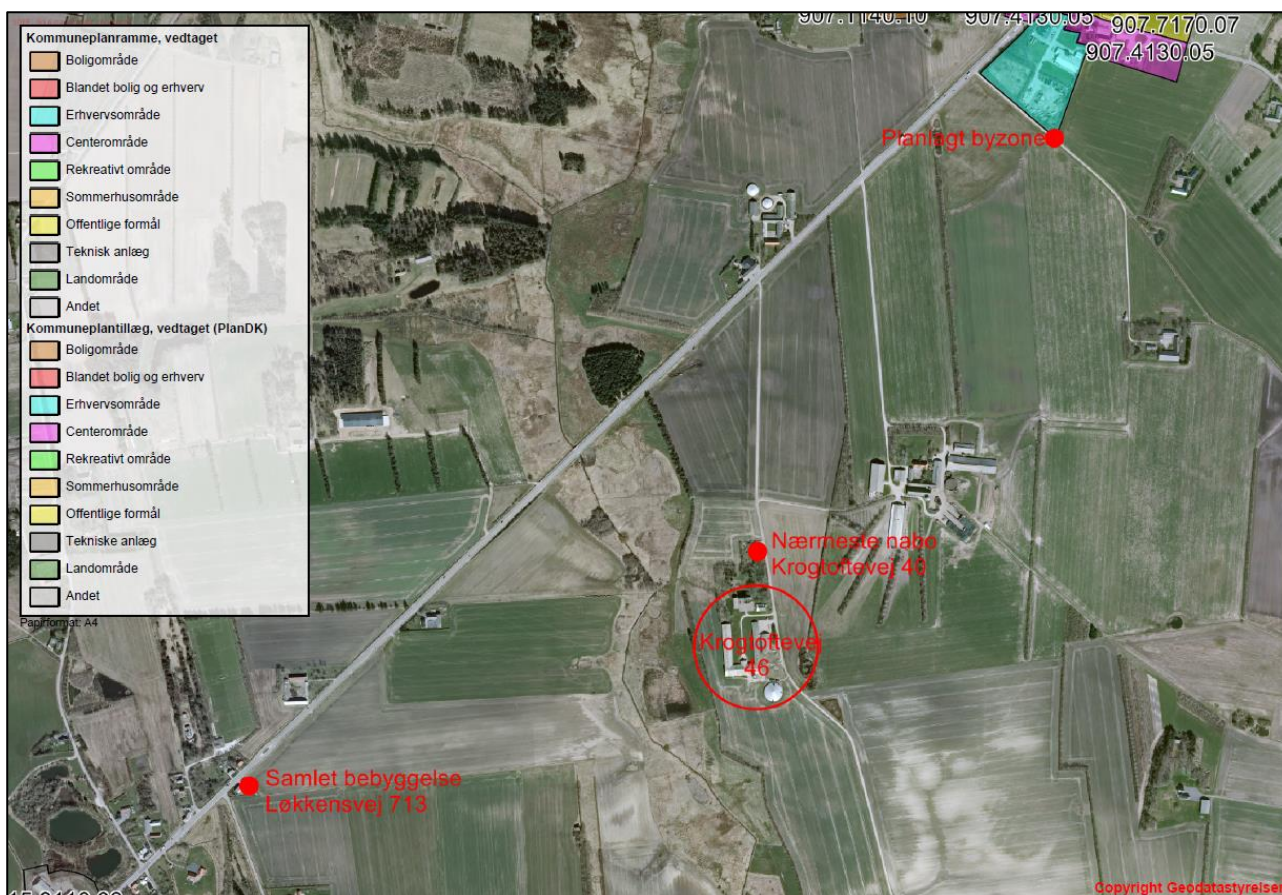 Kommuneplanramme, vedtaget
Boligområde
Blandet bolig og erhverv
Erhvervsområde
Centerområde
Rekreativt område
Sommerhusområde
Offentlige formål
Teknisk anlæg
Landområde
Andet
Kommuneplantillæg, vedtaget (PlanDK)
Boligområde
Blandet bolig og erhverv
Erhvervsområde
Centerområde
Rekreativt område
Sommerhusområde
Offentlige formål
Tekniske anlæg
Landområde
Andet
Papirformat: A4
907.1140.10
907.4130.05
907.7170.07
907.4130.05
Planlagt byzone
Nærmeste nabo
Krogtoftevej 40
Krogtoftevej
46
Samlet bebyggelse
Løkkensvej 713
Copyright Geodatastyrelsen